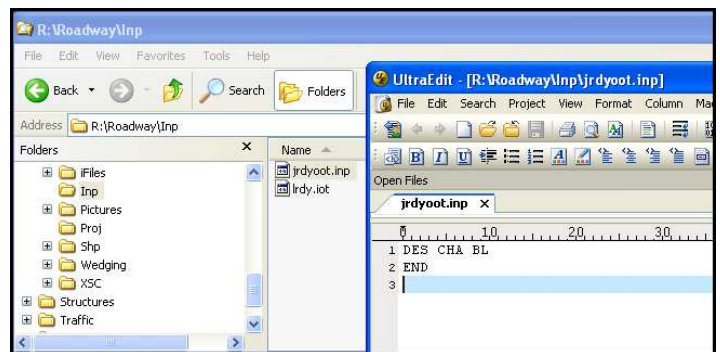 R:\Roadway\Inp
File Edit View Favorites Tools Help
Back Search Folders
Address R:\Roadway\Inp
Folders x Name
iFiles
Inp
Pictures
Proj
Shp
Wedging
XSC
Structures
Traffic
jrdyoot.inp
lrdy.iot
UltraEdit - [R:\Roadway\Inp\jrdyoot.inp]
File Edit Search Project View Format Column
B I U
Open Files
jrdyoot.inp x
0 10 20 30
1 DES CHA BL
2 END
3